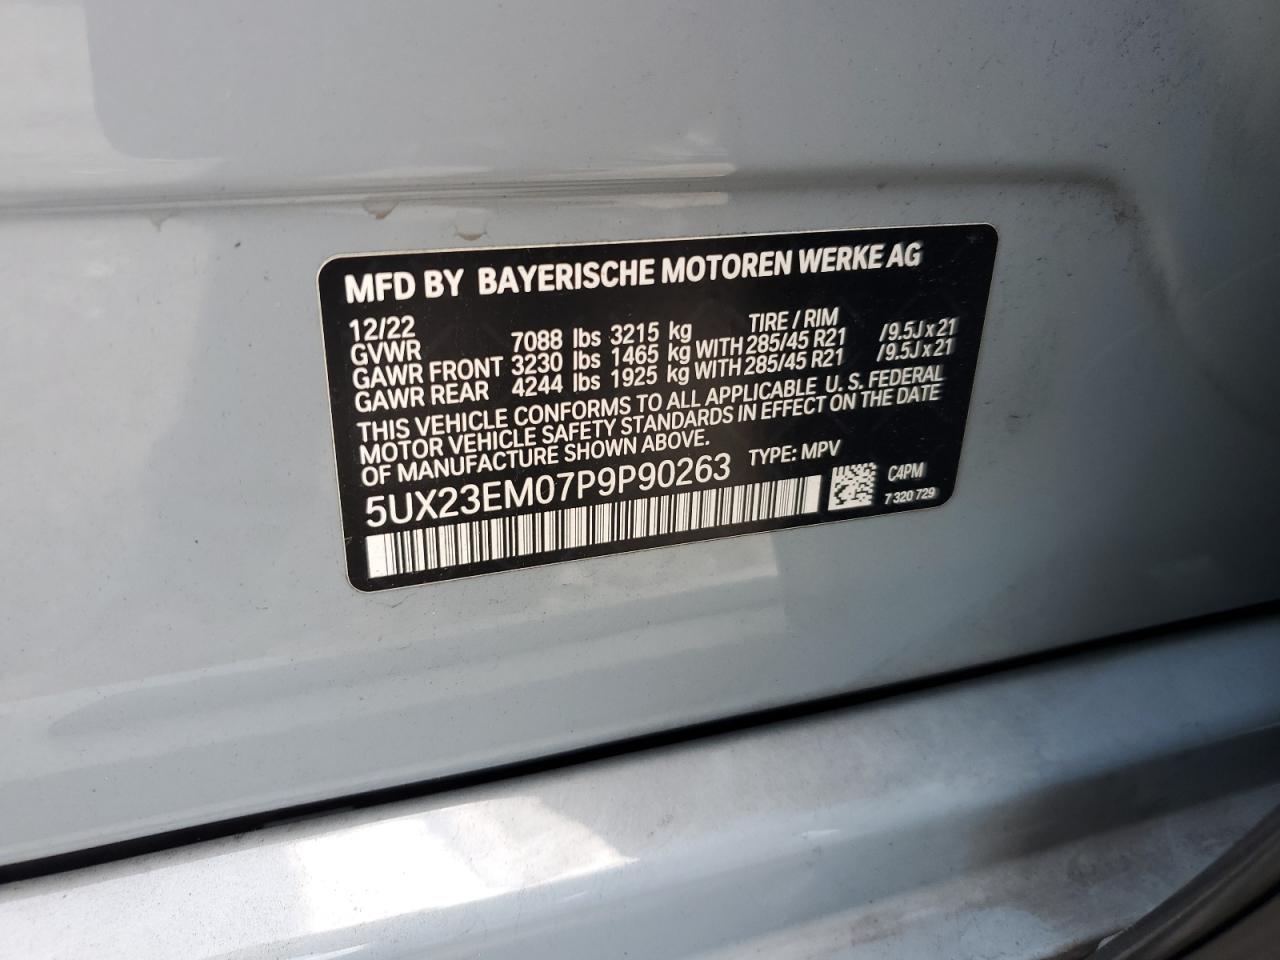 MFD BY BAYERISCHE MOTOREN WERKE AG
12/22 TIRE / RIM
GVWR 7088 lbs 3215 kg
GAWR FRONT 3230 lbs 1465 kg WITH 285/45 R21 /9.5J x 21
GAWR REAR 4244 lbs 1925 kg WITH 285/45 R21 /9.5J x 21
THIS VEHICLE CONFORMS TO ALL APPLICABLE U. S. FEDERAL
MOTOR VEHICLE SAFETY STANDARDS IN EFFECT ON THE DATE
OF MANUFACTURE SHOWN ABOVE.
5UX23EM07P9P90263 TYPE: MPV
C4PM
7 320 729